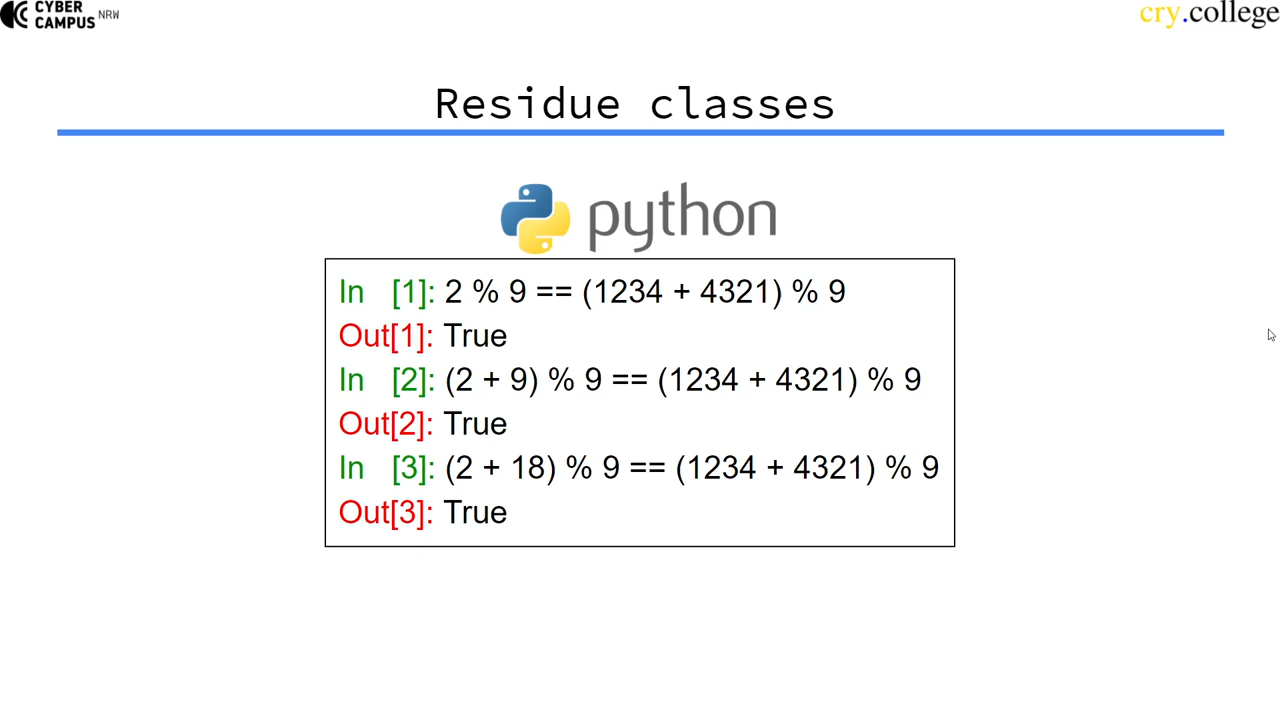 CYBER
CAMPUS NRW
cry.college
Residue classes
python
In [1]: 2 % 9 == (1234 + 4321) % 9
Out[1]: True
In [2]: (2 + 9) % 9 == (1234 + 4321) % 9
Out[2]: True
In [3]: (2 + 18) % 9 == (1234 + 4321) % 9
Out[3]: True